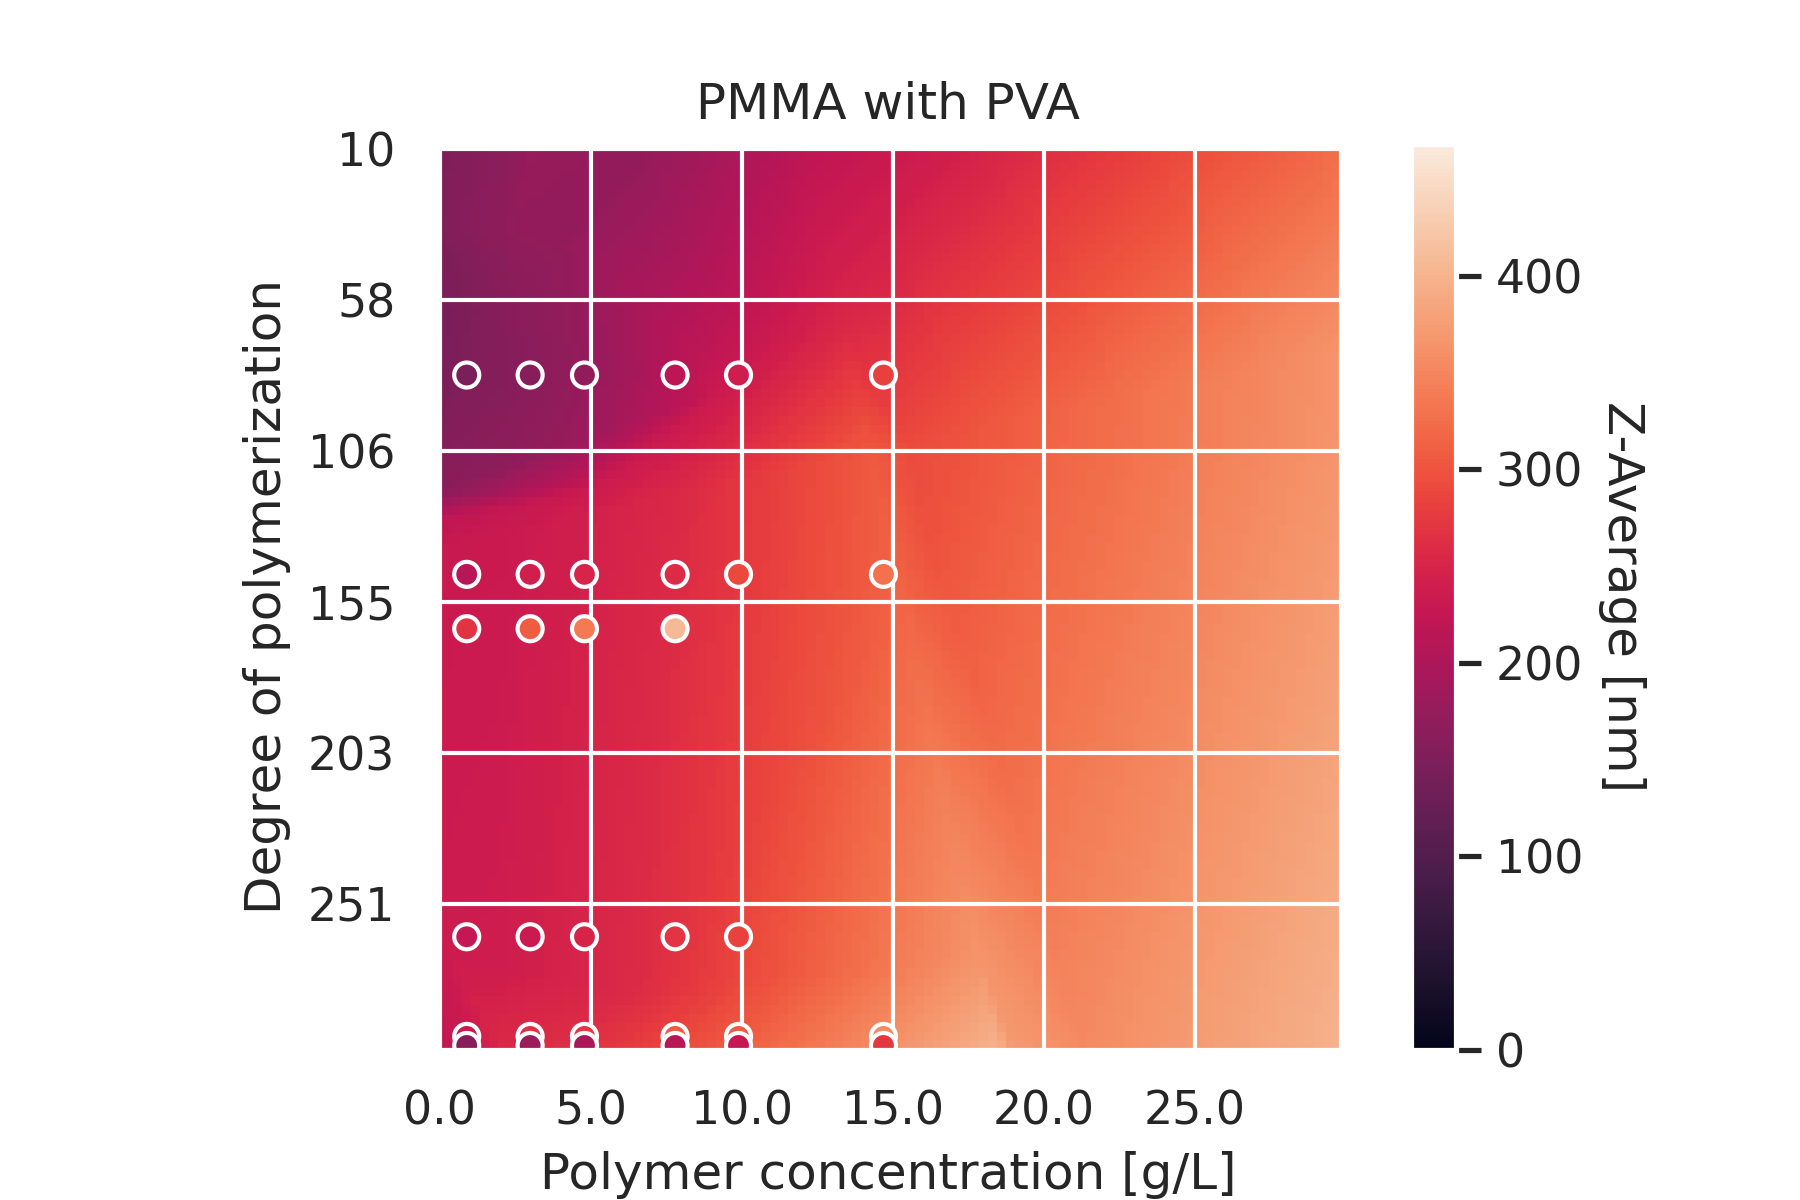 PMMA with PVA
10
58
106
155
203
251
Degree of polymerization
0.0 5.0 10.0 15.0 20.0 25.0
Polymer concentration [g/L]
400
300
200
100
0
Z-Average [nm]